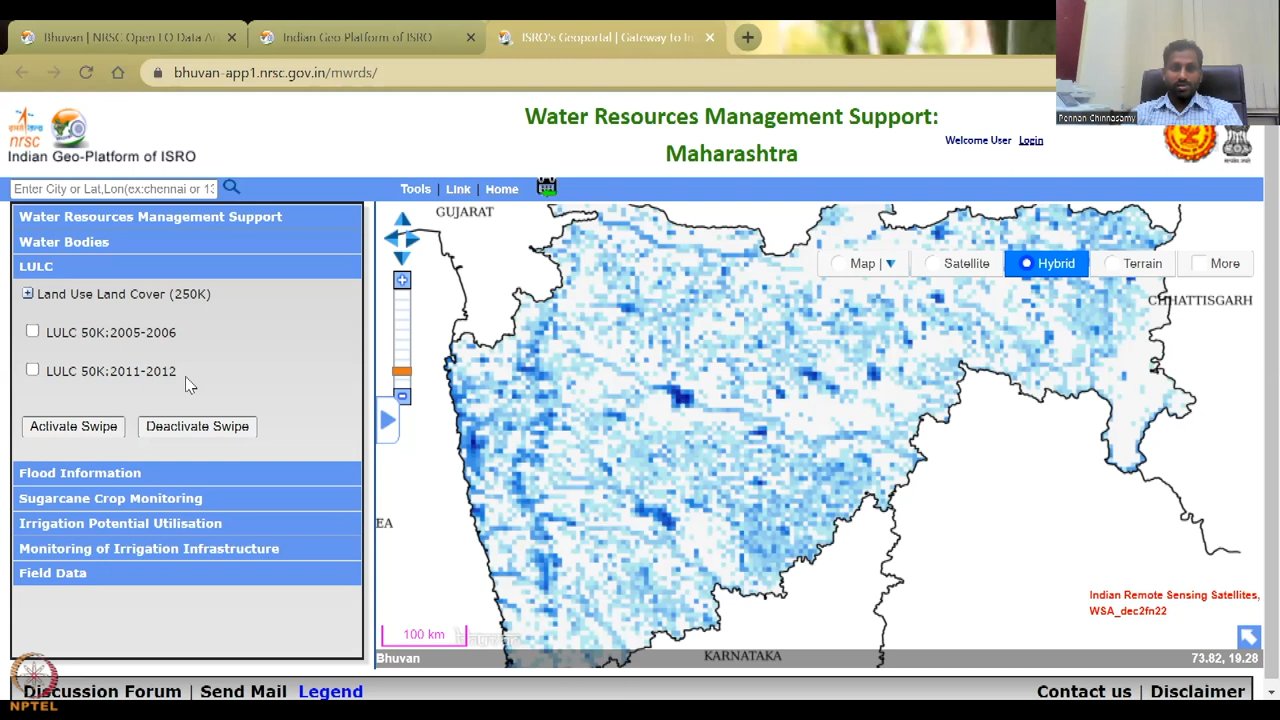 Bhuvan | NRSC Open EO Data Ar
Indian Geo Platform of ISRO
ISRO's Geoportal | Gateway to In
bhuvan-app1.nrsc.gov.in/mwrds/
Pennan Chinnasamy
nrsc
Indian Geo-Platform of ISRO
Water Resources Management Support:
Maharashtra
Welcome User Login
Enter City or Lat,Lon(ex:chennai or 13
Tools | Link | Home
Water Resources Management Support
Water Bodies
LULC
Land Use Land Cover (250K)
LULC 50K:2005-2006
LULC 50K:2011-2012
Activate Swipe Deactivate Swipe
Flood Information
Sugarcane Crop Monitoring
Irrigation Potential Utilisation
Monitoring of Irrigation Infrastructure
Field Data
GUJARAT
Map | Satellite Hybrid Terrain More
CHHATTISGARH
EA
Indian Remote Sensing Satellites,
WSA_dec2fn22
100 km
KARNATAKA
Bhuvan
73.82, 19.28
Discussion Forum | Send Mail Legend
Contact us | Disclaimer
NPTEL